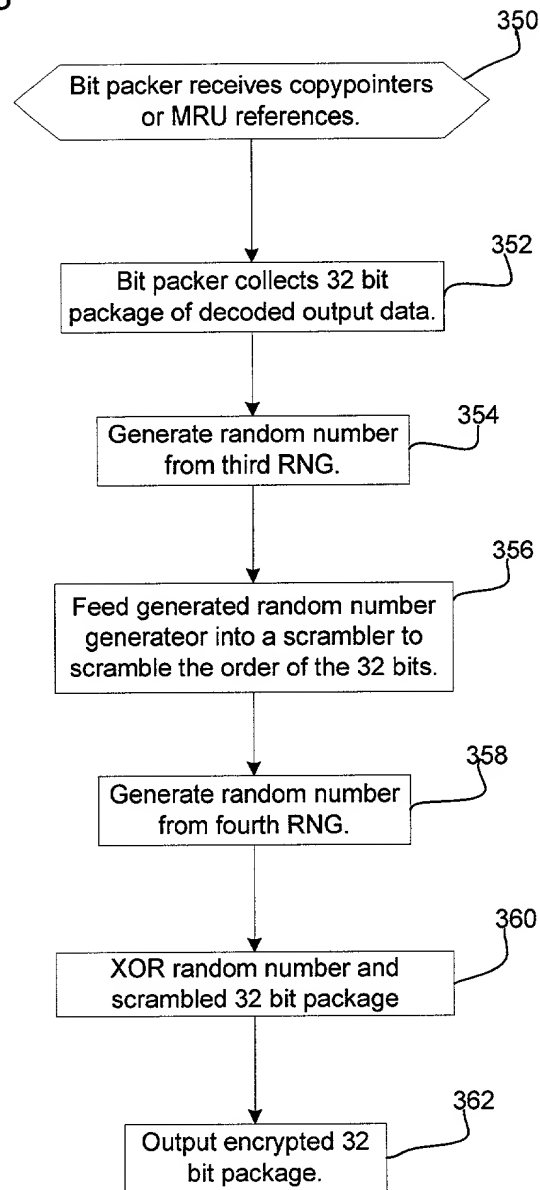 350
Bit packer receives copypointers
or MRU references.
352
Bit packer collects 32 bit
package of decoded output data.
354
Generate random number
from third RNG.
356
Feed generated random number
generateor into a scrambler to
scramble the order of the 32 bits.
358
Generate random number
from fourth RNG.
360
XOR random number and
scrambled 32 bit package
362
Output encrypted 32
bit package.